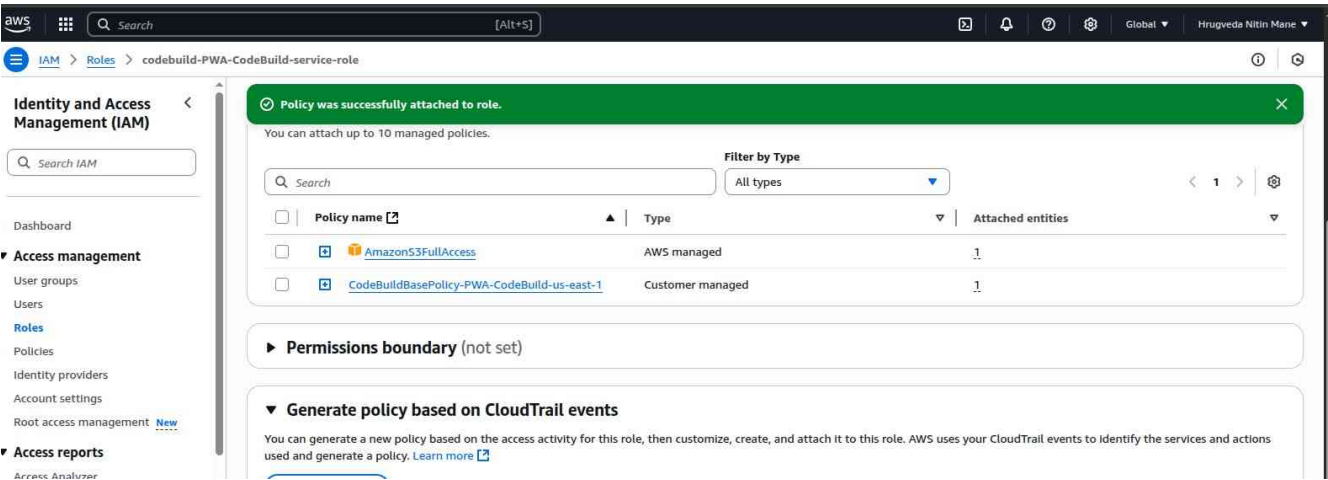 aws
Search [Alt+S]
Global Hrugveda Nitin Mane
IAM > Roles > codebuild-PWA-CodeBuild-service-role
Identity and Access Management (IAM)
Search IAM
Dashboard
Access management
User groups
Users
Roles
Policies
Identity providers
Account settings
Root access management New
Access reports
Access Analyzer
Policy was successfully attached to role.
You can attach up to 10 managed policies.
Filter by Type
Search
All types
1
Policy name Type Attached entities
AmazonS3FullAccess AWS managed 1
CodeBuildBasePolicy-PWA-CodeBuild-us-east-1 Customer managed 1
Permissions boundary (not set)
Generate policy based on CloudTrail events
You can generate a new policy based on the access activity for this role, then customize, create, and attach it to this role. AWS uses your CloudTrail events to identify the services and actions
used and generate a policy. Learn more